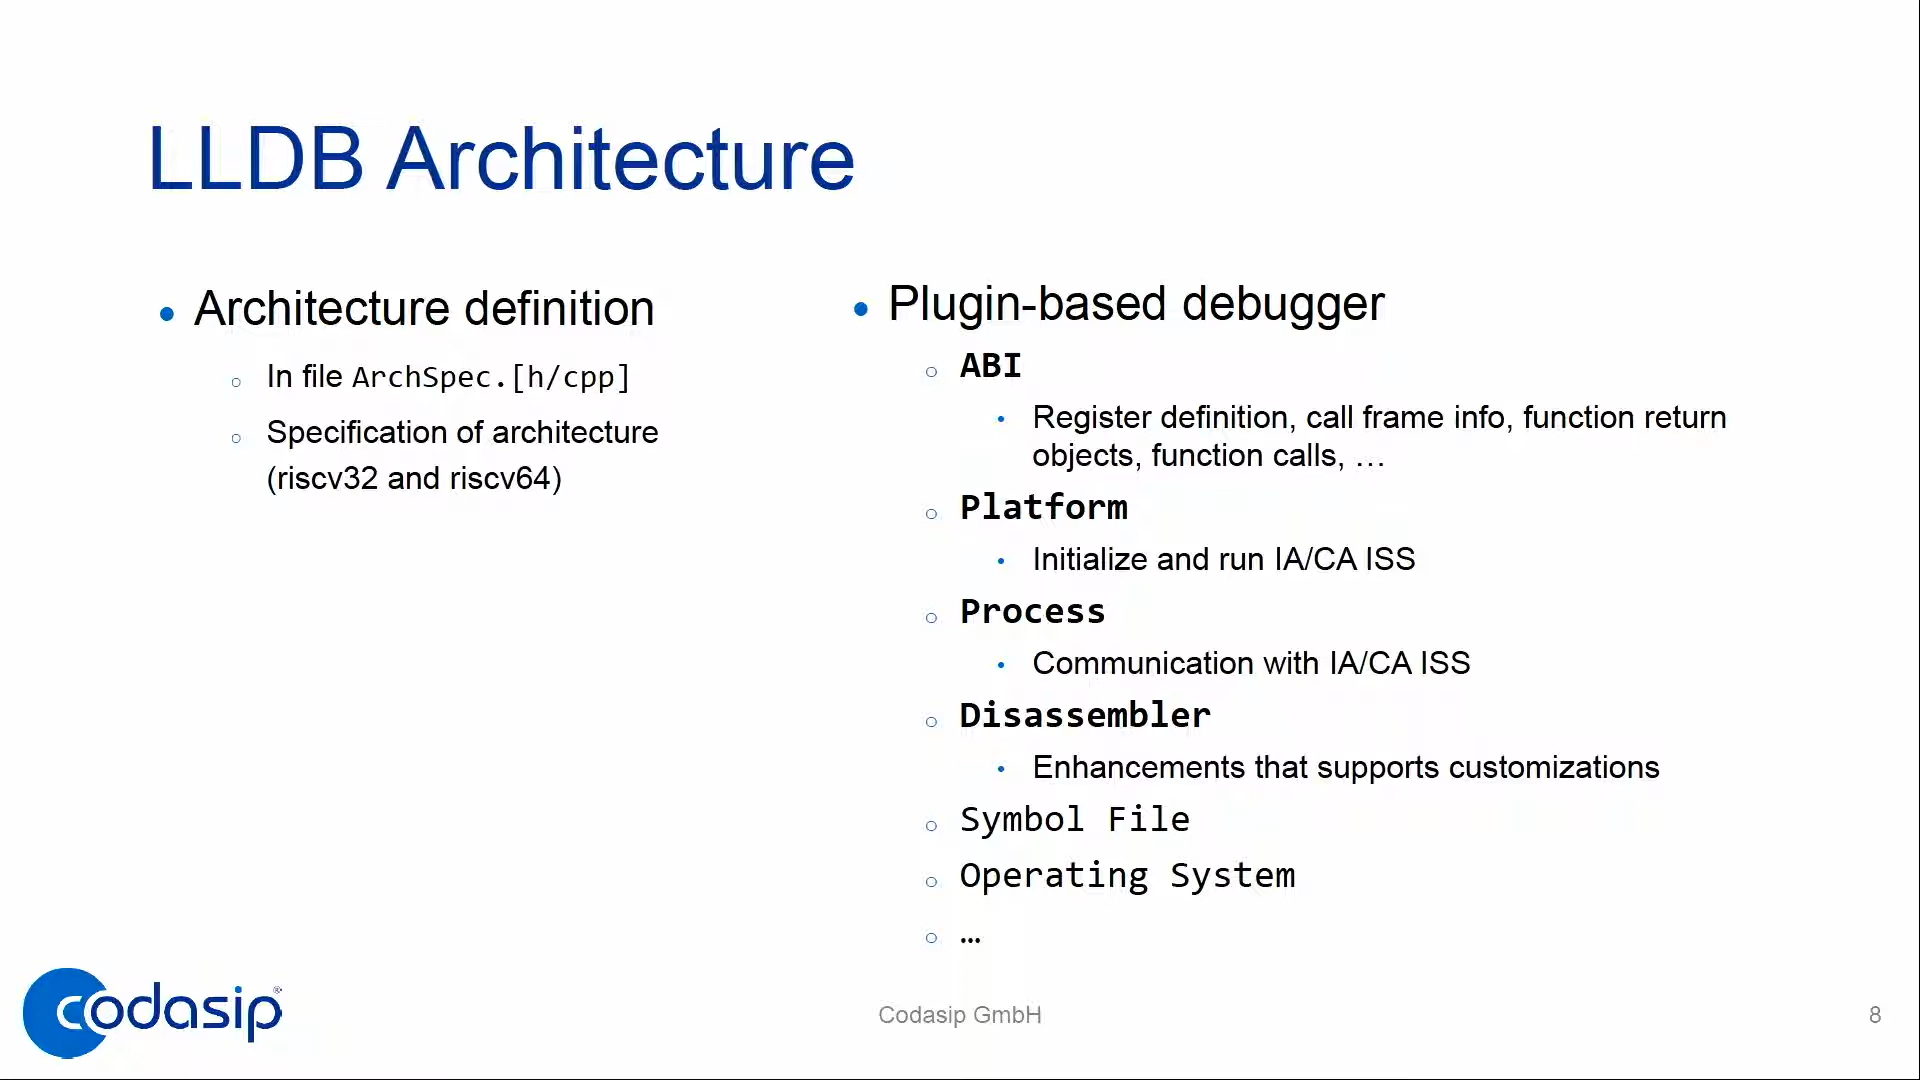 LLDB Architecture
• Architecture definition
○ In file ArchSpec.[h/cpp]
○ Specification of architecture
(riscv32 and riscv64)
• Plugin-based debugger
○ ABI
• Register definition, call frame info, function return
objects, function calls, …
○ Platform
• Initialize and run IA/CA ISS
○ Process
• Communication with IA/CA ISS
○ Disassembler
• Enhancements that supports customizations
○ Symbol File
○ Operating System
○ …
codasip®
Codasip GmbH
8